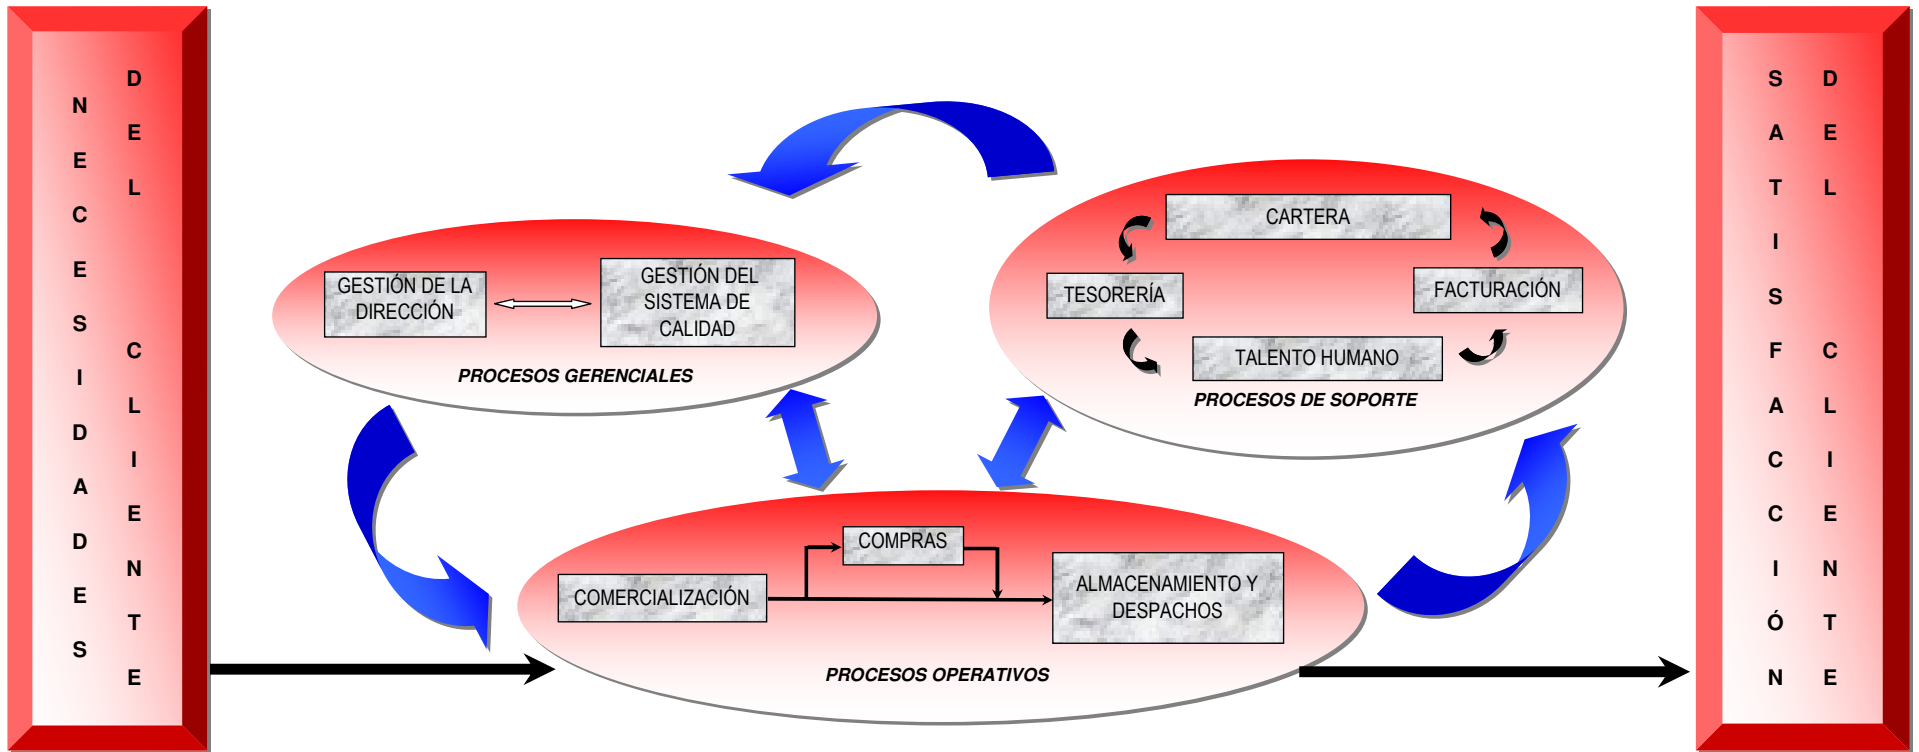 NECESIDADES
DEL CLIENTE
GESTIÓN DE LA
DIRECCIÓN
GESTIÓN DEL
SISTEMA DE
CALIDAD
PROCESOS GERENCIALES
CARTERA
TESORERÍA
FACTURACIÓN
TALENTO HUMANO
PROCESOS DE SOPORTE
COMPRAS
COMERCIALIZACIÓN
ALMACENAMIENTO Y
DESPACHOS
PROCESOS OPERATIVOS
SATISFACCIÓN
DEL CLIENTE